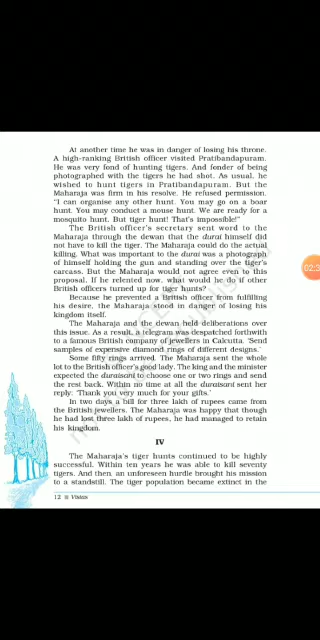 At another time he was in danger of losing his throne.
A high-ranking British officer visited Pratibandapuram.
He was very fond of hunting tigers. And fonder of being
photographed with the tigers he had shot. As usual, he
wished to hunt tigers in Pratibandapuram. But the
Maharaja was firm in his resolve. He refused permission.
“I can organise any other hunt. You may go on a boar
hunt. You may conduct a mouse hunt. We are ready for a
mosquito hunt. But tiger hunt! That's impossible!”
The British officer's secretary sent word to the
Maharaja through the dewan that the durai himself did
not have to kill the tiger. The Maharaja could do the actual
killing. What was important to the durai was a photograph
of himself holding the gun and standing over the tiger's
carcass. But the Maharaja would not agree even to this
proposal. If he relented now, what would he do if other
British officers turned up for tiger hunts?
Because he prevented a British officer from fulfilling
his desire, the Maharaja stood in danger of losing his
kingdom itself.
The Maharaja and the dewan held deliberations over
this issue. As a result, a telegram was despatched forthwith
to a famous British company of jewellers in Calcutta. ‘Send
samples of expensive diamond rings of different designs.’
Some fifty rings arrived. The Maharaja sent the whole
lot to the British officer's good lady. The king and the minister
expected the duraisani to choose one or two rings and send
the rest back. Within no time at all the duraisani sent her
reply: ‘Thank you very much for your gifts.’
In two days a bill for three lakh of rupees came from
the British jewellers. The Maharaja was happy that though
he had lost three lakh of rupees, he had managed to retain
his kingdom.
IV
The Maharaja's tiger hunts continued to be highly
successful. Within ten years he was able to kill seventy
tigers. And then, an unforeseen hurdle brought his mission
to a standstill. The tiger population became extinct in the
12 Vistas